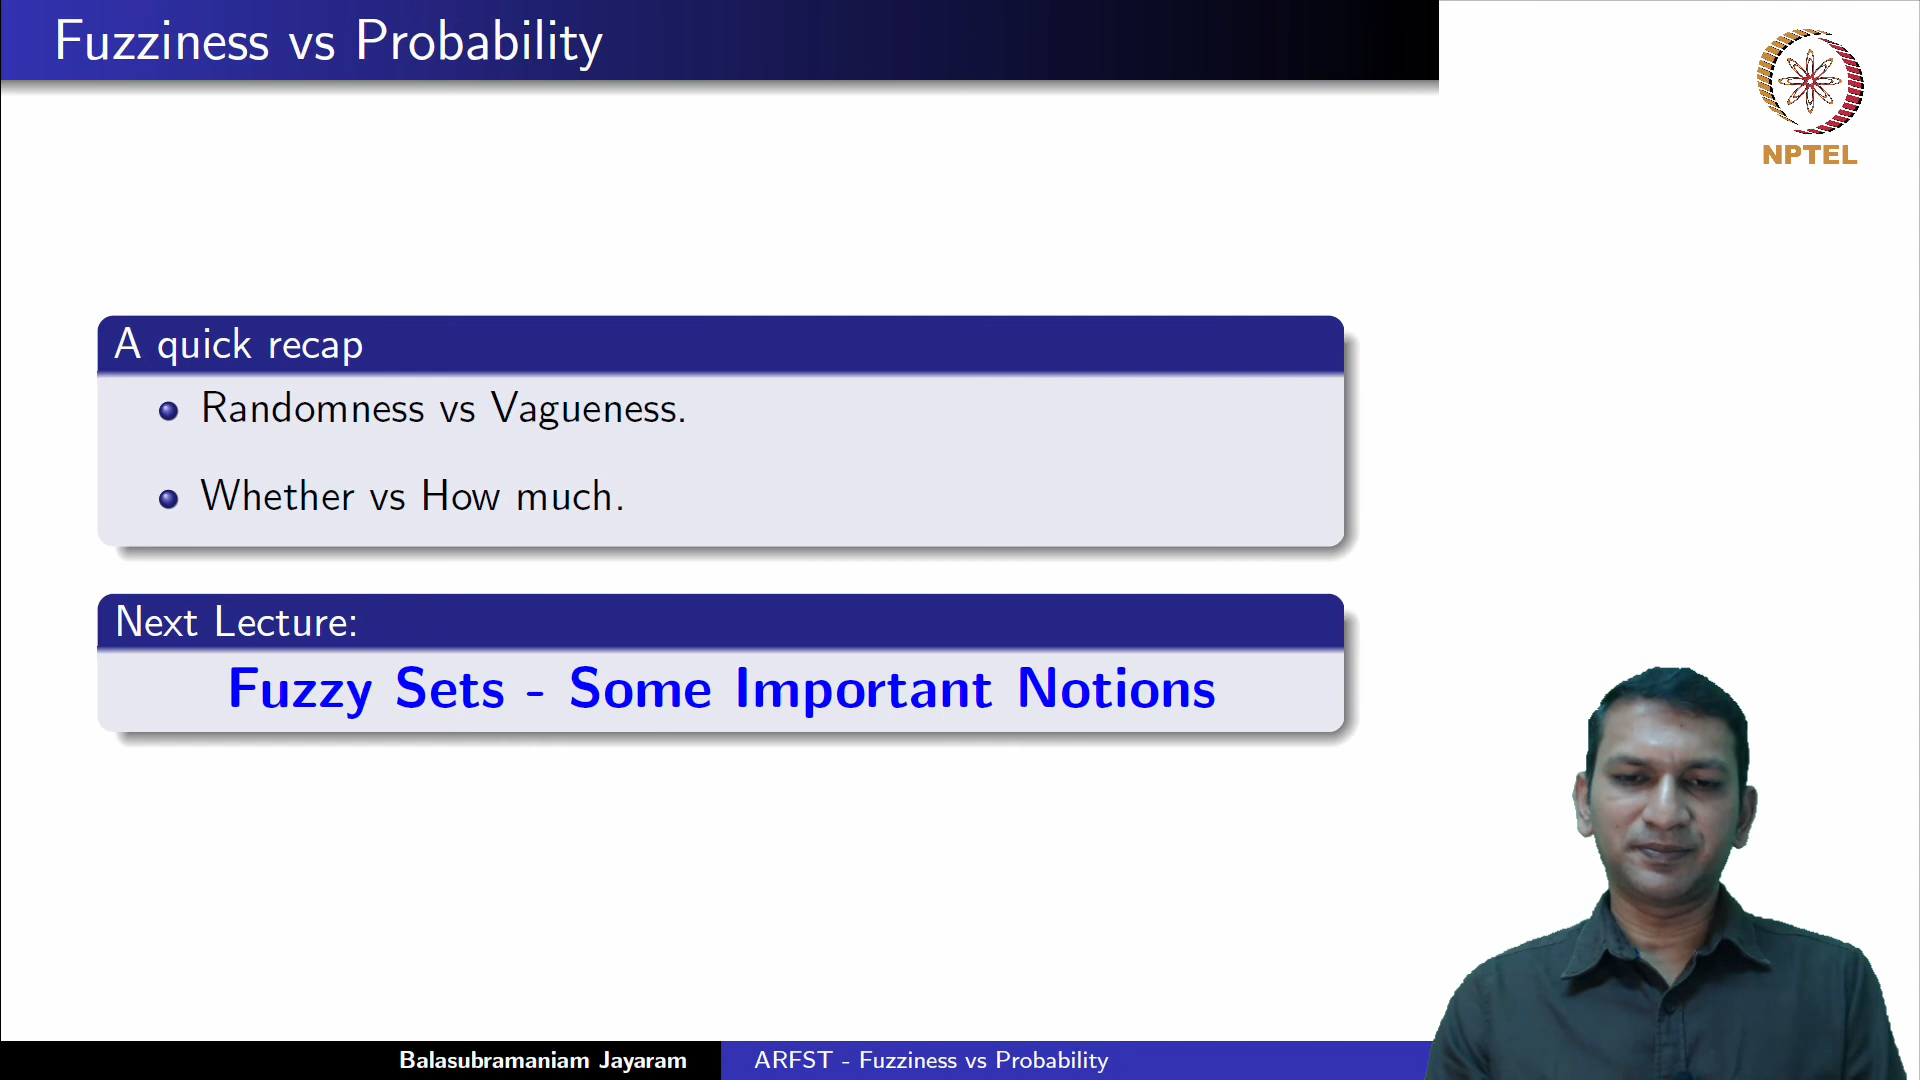 Fuzziness vs Probability
NPTEL
A quick recap
Randomness vs Vagueness.
Whether vs How much.
Next Lecture:
Fuzzy Sets - Some Important Notions
Balasubramaniam Jayaram
ARFST - Fuzziness vs Probability